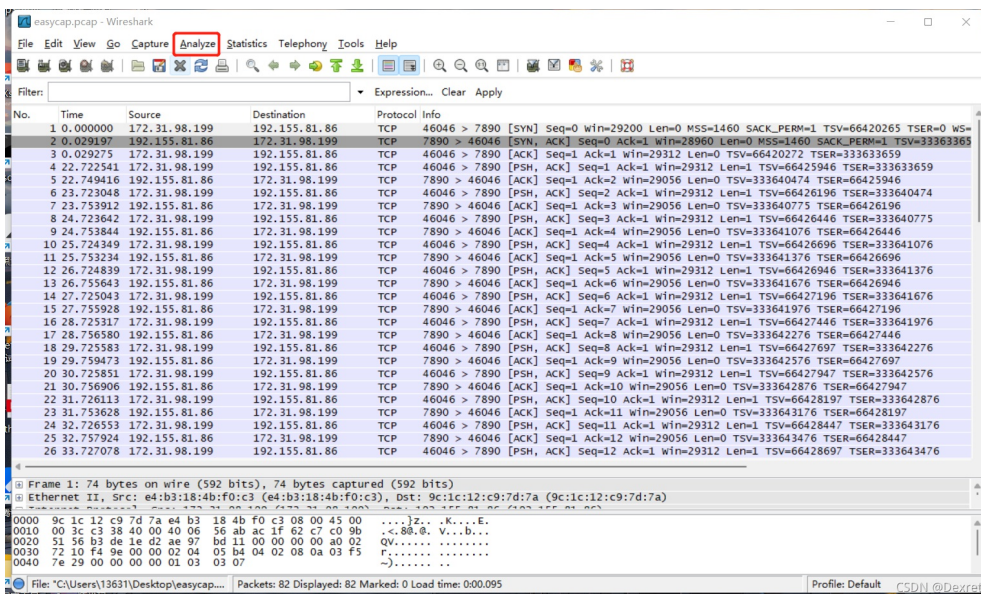 easycap.pcap - Wireshark
File Edit View Go Capture Analyze Statistics Telephony Tools Help
Filter: Expression... Clear Apply
No. Time Source Destination Protocol Info
1 0.000000 172.31.98.199 192.155.81.86 TCP 46046 > 7890 [SYN] Seq=0 Win=29200 Len=0 MSS=1460 SACK_PERM=1 TSV=66420265 TSER=0 WS=
2 0.029197 192.155.81.86 172.31.98.199 TCP 7890 > 46046 [SYN, ACK] Seq=0 Ack=1 Win=28960 Len=0 MSS=1460 SACK_PERM=1 TSV=33363365
3 0.029275 172.31.98.199 192.155.81.86 TCP 46046 > 7890 [ACK] Seq=1 Ack=1 Win=29312 Len=0 TSV=66420272 TSER=333633659
4 22.722541 172.31.98.199 192.155.81.86 TCP 46046 > 7890 [PSH, ACK] Seq=1 Ack=1 Win=29312 Len=1 TSV=66425946 TSER=333633659
5 22.749416 192.155.81.86 172.31.98.199 TCP 7890 > 46046 [ACK] Seq=1 Ack=2 Win=29056 Len=0 TSV=333640474 TSER=66425946
6 23.723048 172.31.98.199 192.155.81.86 TCP 46046 > 7890 [PSH, ACK] Seq=2 Ack=1 Win=29312 Len=1 TSV=66426196 TSER=333640474
7 23.753912 192.155.81.86 172.31.98.199 TCP 7890 > 46046 [ACK] Seq=1 Ack=3 Win=29056 Len=0 TSV=333640775 TSER=66426196
8 24.723642 172.31.98.199 192.155.81.86 TCP 46046 > 7890 [PSH, ACK] Seq=3 Ack=1 Win=29312 Len=1 TSV=66426446 TSER=333640775
9 24.753844 192.155.81.86 172.31.98.199 TCP 7890 > 46046 [ACK] Seq=1 Ack=4 Win=29056 Len=0 TSV=333641076 TSER=66426446
10 25.724349 172.31.98.199 192.155.81.86 TCP 46046 > 7890 [PSH, ACK] Seq=4 Ack=1 Win=29312 Len=1 TSV=66426696 TSER=333641076
11 25.753234 192.155.81.86 172.31.98.199 TCP 7890 > 46046 [ACK] Seq=1 Ack=5 Win=29056 Len=0 TSV=333641376 TSER=66426696
12 26.724839 172.31.98.199 192.155.81.86 TCP 46046 > 7890 [PSH, ACK] Seq=5 Ack=1 Win=29312 Len=1 TSV=66426946 TSER=333641376
13 26.755643 192.155.81.86 172.31.98.199 TCP 7890 > 46046 [ACK] Seq=1 Ack=6 Win=29056 Len=0 TSV=333641676 TSER=66426946
14 27.725043 172.31.98.199 192.155.81.86 TCP 46046 > 7890 [PSH, ACK] Seq=6 Ack=1 Win=29312 Len=1 TSV=66427196 TSER=333641676
15 27.755928 192.155.81.86 172.31.98.199 TCP 7890 > 46046 [ACK] Seq=1 Ack=7 Win=29056 Len=0 TSV=333641976 TSER=66427196
16 28.725317 172.31.98.199 192.155.81.86 TCP 46046 > 7890 [PSH, ACK] Seq=7 Ack=1 Win=29312 Len=1 TSV=66427446 TSER=333641976
17 28.756580 192.155.81.86 172.31.98.199 TCP 7890 > 46046 [ACK] Seq=1 Ack=8 Win=29056 Len=0 TSV=333642276 TSER=66427446
18 29.725583 172.31.98.199 192.155.81.86 TCP 46046 > 7890 [PSH, ACK] Seq=8 Ack=1 Win=29312 Len=1 TSV=66427697 TSER=333642276
19 29.759473 192.155.81.86 172.31.98.199 TCP 7890 > 46046 [ACK] Seq=1 Ack=9 Win=29056 Len=0 TSV=333642576 TSER=66427697
20 30.725851 172.31.98.199 192.155.81.86 TCP 46046 > 7890 [PSH, ACK] Seq=9 Ack=1 Win=29312 Len=1 TSV=66427947 TSER=333642576
21 30.756906 192.155.81.86 172.31.98.199 TCP 7890 > 46046 [ACK] Seq=1 Ack=10 Win=29056 Len=0 TSV=333642876 TSER=66427947
22 31.726113 172.31.98.199 192.155.81.86 TCP 46046 > 7890 [PSH, ACK] Seq=10 Ack=1 Win=29312 Len=1 TSV=66428197 TSER=333642876
23 31.753628 192.155.81.86 172.31.98.199 TCP 7890 > 46046 [ACK] Seq=1 Ack=11 Win=29056 Len=0 TSV=333643176 TSER=66428197
24 32.726553 172.31.98.199 192.155.81.86 TCP 46046 > 7890 [PSH, ACK] Seq=11 Ack=1 Win=29312 Len=1 TSV=66428447 TSER=333643176
25 32.757924 192.155.81.86 172.31.98.199 TCP 7890 > 46046 [ACK] Seq=1 Ack=12 Win=29056 Len=0 TSV=333643476 TSER=66428447
26 33.727078 172.31.98.199 192.155.81.86 TCP 46046 > 7890 [PSH, ACK] Seq=12 Ack=1 Win=29312 Len=1 TSV=66428697 TSER=333643476
Frame 1: 74 bytes on wire (592 bits), 74 bytes captured (592 bits)
Ethernet II, Src: e4:b3:18:4b:f0:c3 (e4:b3:18:4b:f0:c3), Dst: 9c:1c:12:c9:7d:7a (9c:1c:12:c9:7d:7a)
0000 9c 1c 12 c9 7d 7a e4 b3 18 4b f0 c3 08 00 45 00 ....}z.. .K....E.
0010 00 3c c3 38 40 00 40 06 56 ab ac 1f 62 c7 c0 9b .<.8@.@. V...b...
0020 51 56 b3 de 1e d2 ae 97 bd 11 00 00 00 00 a0 02 QV...... ........
0030 72 10 f4 9e 00 00 02 04 05 b4 04 02 08 0a 03 f5 r....... ........
0040 7e 29 00 00 00 00 01 03 03 07 ~)...... ..
File: "C:\Users\13631\Desktop\easycap.... Packets: 82 Displayed: 82 Marked: 0 Load time: 0:00.095 Profile: Default
CSDN @Dexret